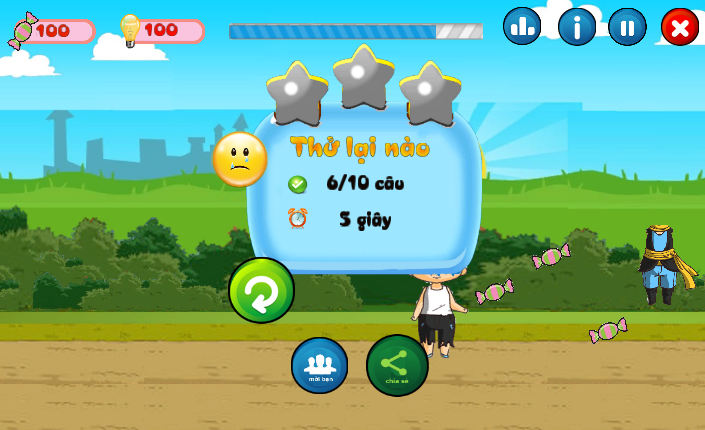 100
100
Thử lại nào
6/10 câu
5 giây
mời bạn
chia sẻ